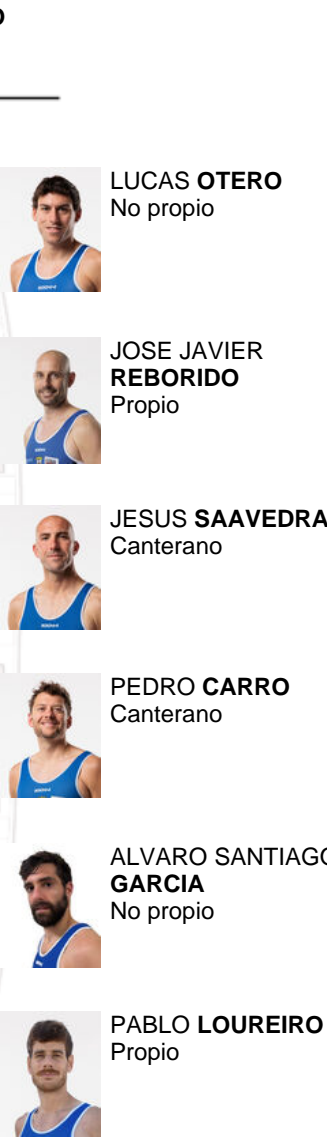 LUCAS OTERO
No propio
JOSE JAVIER
REBORIDO
Propio
JESUS SAAVEDRA
Canterano
PEDRO CARRO
Canterano
ALVARO SANTIAGO
GARCIA
No propio
PABLO LOUREIRO
Propio